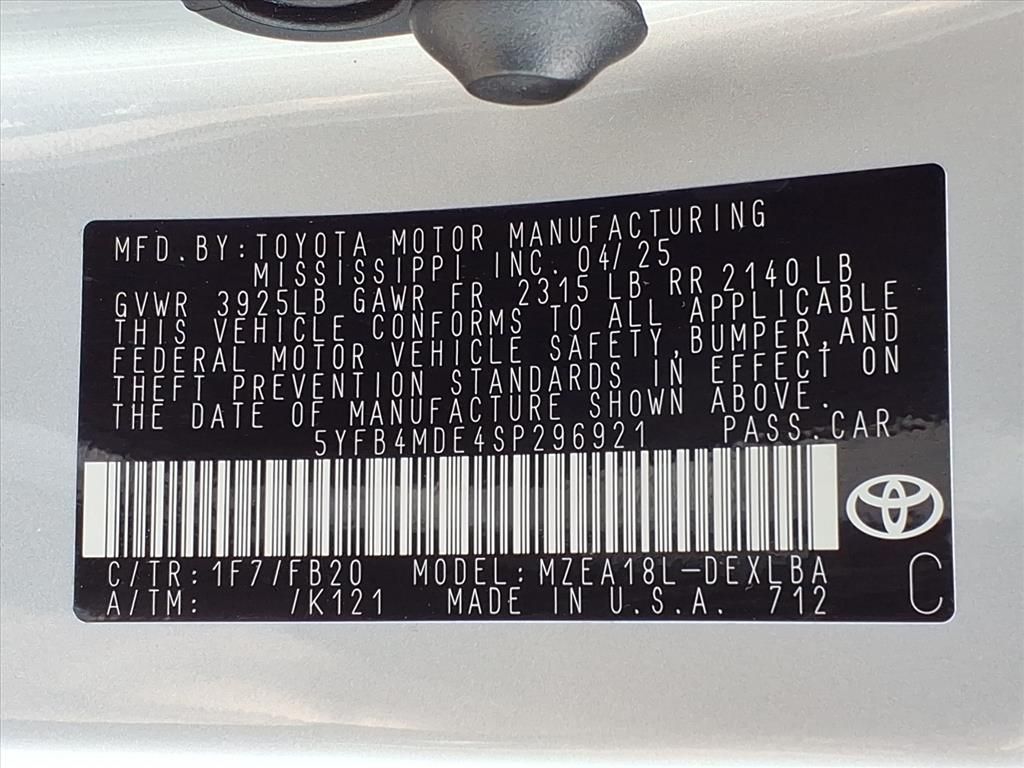 MFD. BY: TOYOTA MOTOR MANUFACTURING
MISSISSIPPI INC. 04/25
GVWR 3925LB GAWR FR 2315 LB RR 2140 LB
THIS VEHICLE CONFORMS TO ALL APPLICABLE
FEDERAL MOTOR VEHICLE SAFETY, BUMPER, AND
THEFT PREVENTION STANDARDS IN EFFECT ON
THE DATE OF MANUFACTURE SHOWN ABOVE.
5YFB4MDE4SP296921 PASS. CAR
C/TR: 1F7/FB20 MODEL: MZEA18L-DEXLBA
A/TM: /K121 MADE IN U.S.A. 712
C